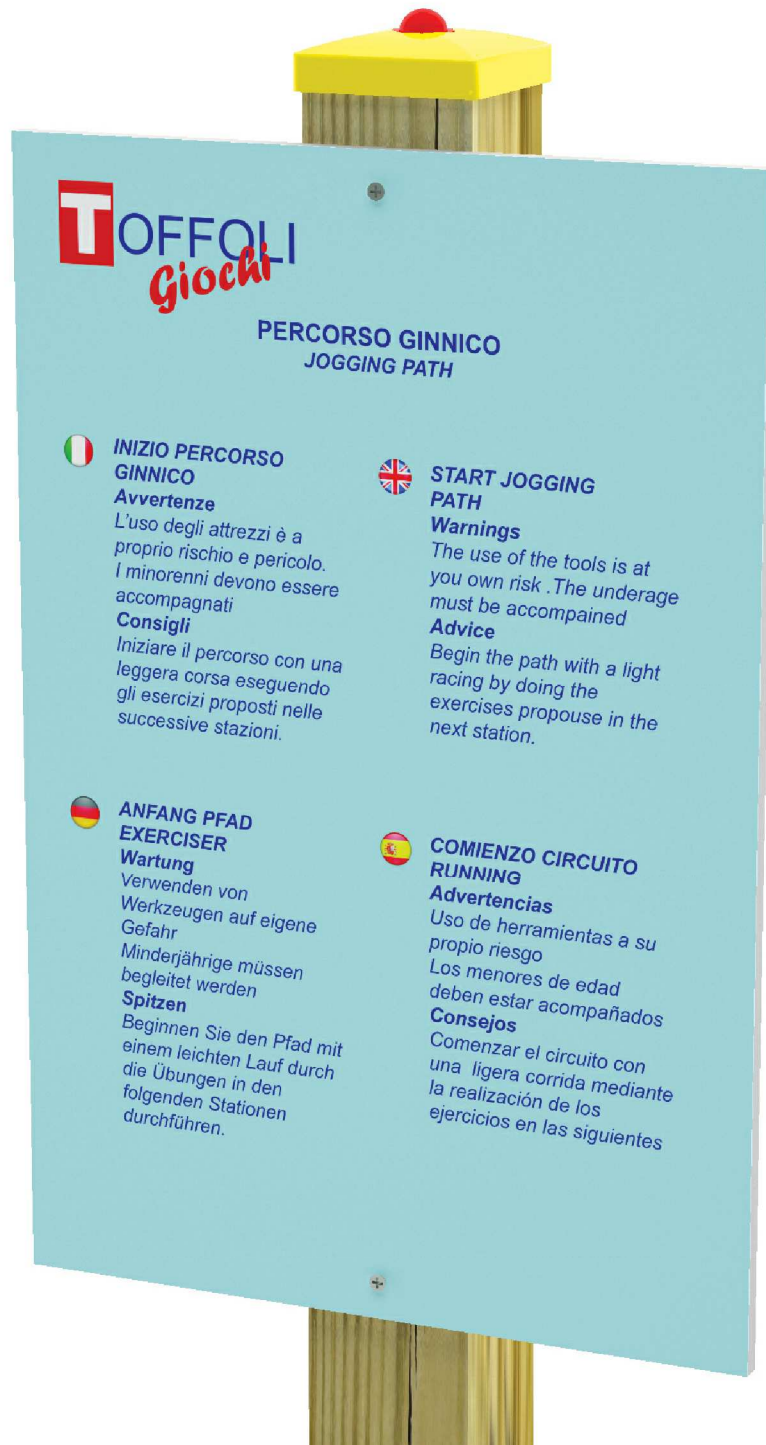 TOFFOLI
Giochi
PERCORSO GINNICO
JOGGING PATH
INIZIO PERCORSO
GINNICO
Avvertenze
L'uso degli attrezzi è a
proprio rischio e pericolo.
I minorenni devono essere
accompagnati
Consigli
Iniziare il percorso con una
leggera corsa eseguendo
gli esercizi proposti nelle
successive stazioni.
START JOGGING
PATH
Warnings
The use of the tools is at
you own risk .The underage
must be accompained
Advice
Begin the path with a light
racing by doing the
exercises propouse in the
next station.
ANFANG PFAD
EXERCISER
Wartung
Verwenden von
Werkzeugen auf eigene
Gefahr
Minderjährige müssen
begleitet werden
Spitzen
Beginnen Sie den Pfad mit
einem leichten Lauf durch
die Übungen in den
folgenden Stationen
durchführen.
COMIENZO CIRCUITO
RUNNING
Advertencias
Uso de herramientas a su
propio riesgo
Los menores de edad
deben estar acompañados
Consejos
Comenzar el circuito con
una ligera corrida mediante
la realización de los
ejercicios en las siguientes